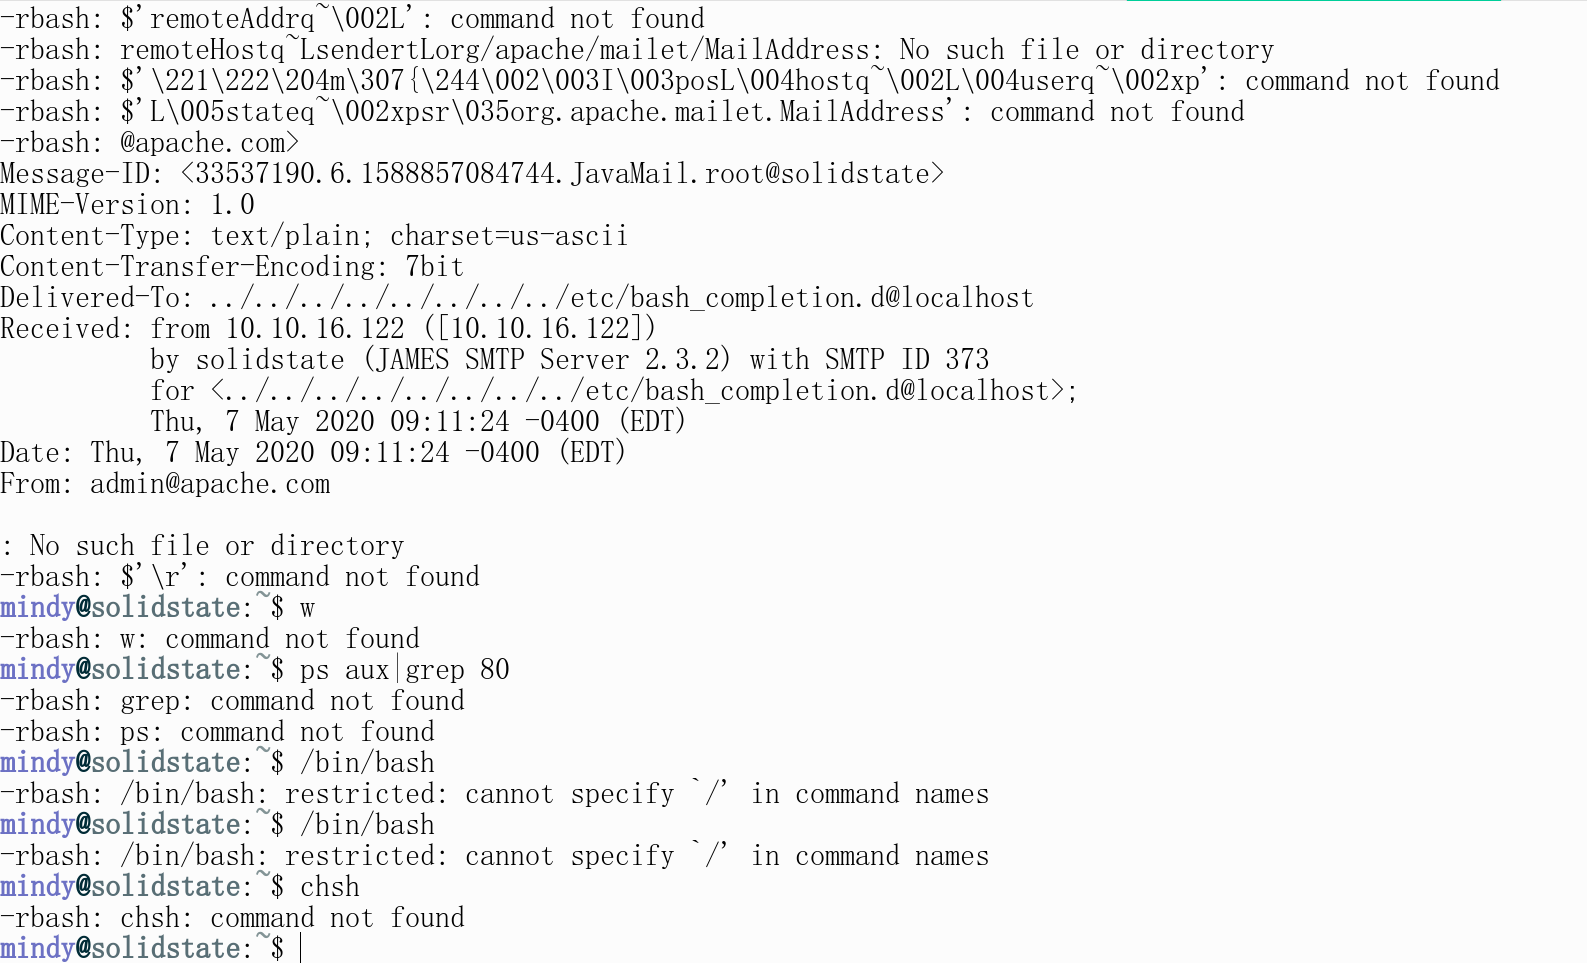 -rbash: $'remoteAddrq~\002L': command not found
-rbash: remoteHostq~LsendertLorg/apache/mailet/MailAddress: No such file or directory
-rbash: $'\221\222\204m\307{\244\002\003I\003posL\004hostq~\002L\004userq~\002xp': command not found
-rbash: $'L\005stateq~\002xpsr\035org.apache.mailet.MailAddress': command not found
-rbash: @apache.com>
Message-ID: <33537190.6.1588857084744.JavaMail.root@solidstate>
MIME-Version: 1.0
Content-Type: text/plain; charset=us-ascii
Content-Transfer-Encoding: 7bit
Delivered-To: ../../../../../../../../etc/bash_completion.d@localhost
Received: from 10.10.16.122 ([10.10.16.122])
          by solidstate (JAMES SMTP Server 2.3.2) with SMTP ID 373
          for <../../../../../../../../etc/bash_completion.d@localhost>;
          Thu, 7 May 2020 09:11:24 -0400 (EDT)
Date: Thu, 7 May 2020 09:11:24 -0400 (EDT)
From: admin@apache.com

: No such file or directory
-rbash: $'\r': command not found
mindy@solidstate:~$ w
-rbash: w: command not found
mindy@solidstate:~$ ps aux|grep 80
-rbash: grep: command not found
-rbash: ps: command not found
mindy@solidstate:~$ /bin/bash
-rbash: /bin/bash: restricted: cannot specify `/' in command names
mindy@solidstate:~$ /bin/bash
-rbash: /bin/bash: restricted: cannot specify `/' in command names
mindy@solidstate:~$ chsh
-rbash: chsh: command not found
mindy@solidstate:~$